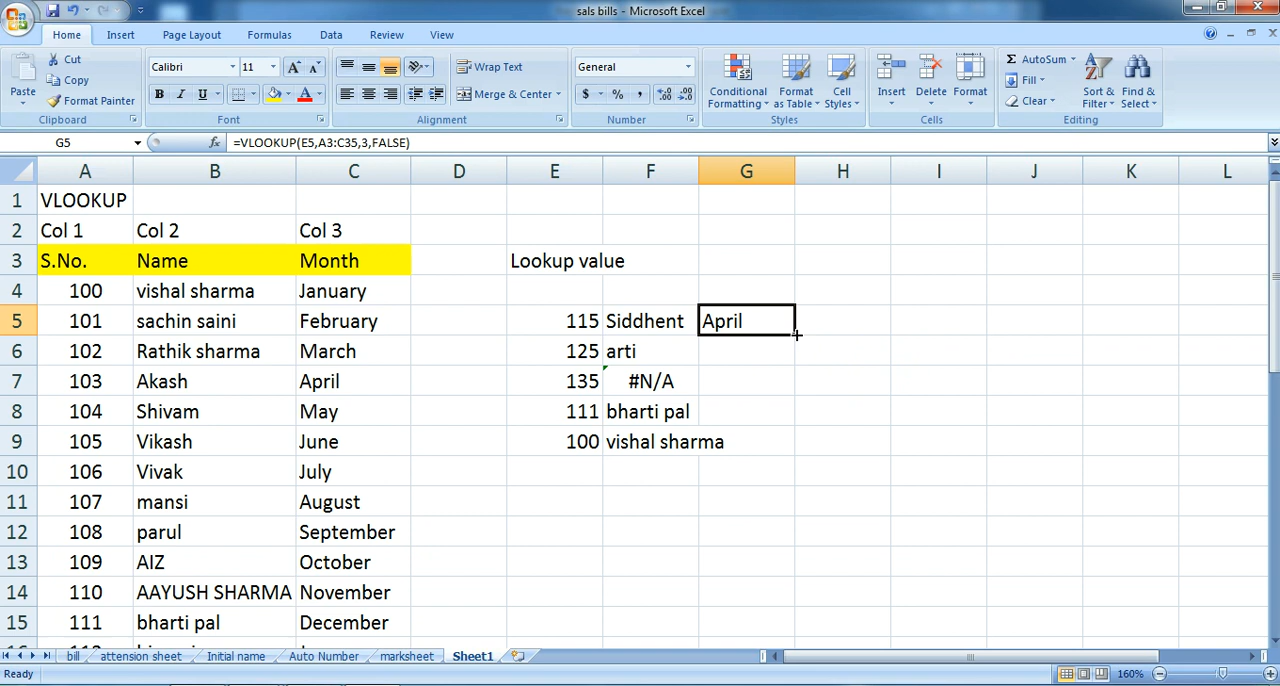 sals bills - Microsoft Excel
Home Insert Page Layout Formulas Data Review View
Paste Cut Copy Format Painter
Clipboard
Calibri 11 A A B I U A
Font
Wrap Text Merge & Center
Alignment
General $ % , .0 .00 .00 .0
Number
Conditional Formatting Format as Table Cell Styles
Styles
Insert Delete Format
Cells
Σ AutoSum Fill Clear Sort & Filter Find & Select
Editing
G5 fx =VLOOKUP(E5,A3:C35,3,FALSE)
A B C D E F G H I J K L
1 VLOOKUP
2 Col 1 Col 2 Col 3
3 S.No. Name Month Lookup value
4 100 vishal sharma January
5 101 sachin saini February 115 Siddhent April
6 102 Rathik sharma March 125 arti
7 103 Akash April 135 #N/A
8 104 Shivam May 111 bharti pal
9 105 Vikash June 100 vishal sharma
10 106 Vivak July
11 107 mansi August
12 108 parul September
13 109 AIZ October
14 110 AAYUSH SHARMA November
15 111 bharti pal December
bill attension sheet Initial name Auto Number marksheet Sheet1
Ready 160%